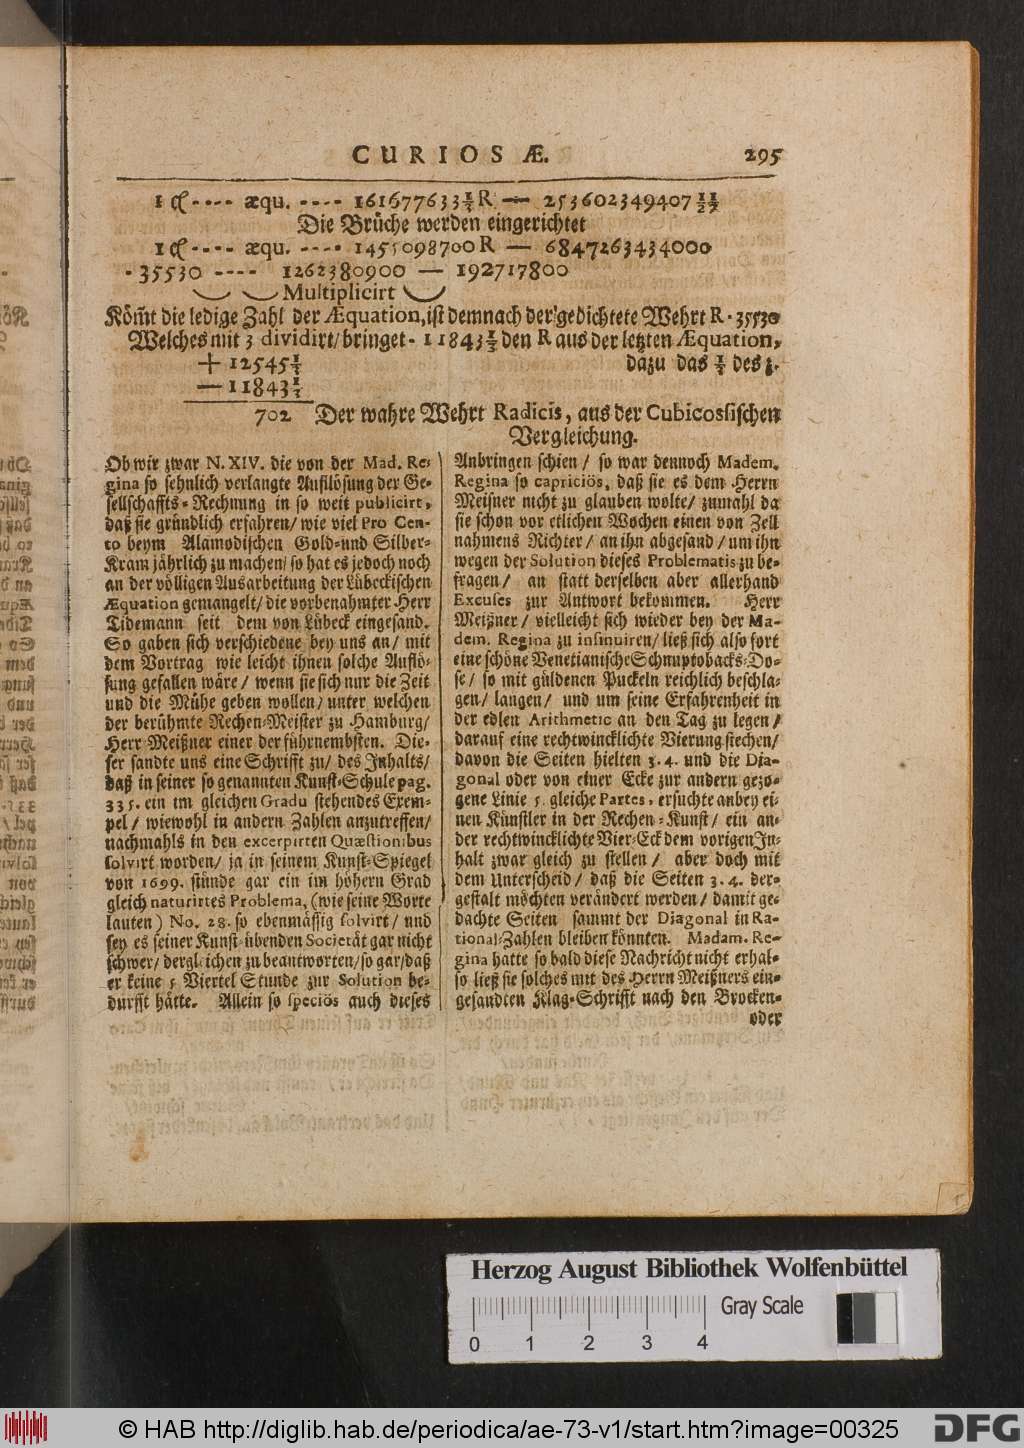 CURIOSÆ. 295
1 cſ ---- æqu. ---- 161677633⅓ R — 253602349407 11/27
Die Brüche werden eingerichtet
1 cſ ---- æqu. ---- 1455098700 R — 6847263434000
- 35530 ---- 1262380900 — 192717800
Multiplicirt
Köm̃t die ledige Zahl der Æquation, ist demnach der gedichtete Wehrt R - 35530
Welches mit 3 dividirt/ bringet - 11843⅓ den R aus der letzten Æquation,
+ 12545⅓ dazu das ⅓ des z.
— 11843⅓
702 Der wahre Wehrt Radicis, aus der Cubicossischen
Vergleichung.
Ob wir zwar N. XIV. die von der Mad. Re-
gina so sehnlich verlangte Auflösung der Ge-
sellschaffts-Rechnung in so weit publicirt,
daß sie gründlich erfahren/ wie viel Pro Cen-
to beym Alamodischen Gold- und Silber-
Kram jährlich zu machen/ so hat es jedoch noch
an der völligen Ausarbeitung der Lübeckischen
Æquation gemangelt/ die vorbenahmter Herr
Tidemann seit dem von Lübeck eingesand.
So gaben sich verschiedene bey uns an/ mit
dem Vortrag wie leicht ihnen solche Auflö-
sung gefallen wäre/ wenn sie sich nur die Zeit
und die Mühe geben wollen/ unter welchen
der berühmte Rechen-Meister zu Hamburg/
Herr Meißner einer der führnembsten. Die-
ser sandte uns eine Schrifft zu/ des Inhalts/
daß in seiner so genannten Kunst-Schule pag.
335. ein im gleichen Gradu stehendes Exem-
pel/ wiewohl in andern Zahlen anzutreffen/
nachmahls in den excerpirten Quæstionibus
solvirt worden/ ja in seinem Kunst-Spiegel
von 1699. stünde gar ein im höhern Grad
gleich naturirtes Problema, (wie seine Worte
lauten) No. 28. so ebenmässig solvirt/ und
sey es seiner Kunst-übenden Societät gar nicht
schwer/ dergleichen zu beantworten/ so gar/ daß
er keine 5 Viertel Stunde zur Solution be-
durfft hätte. Allein so speciös auch dieses
Anbringen schien/ so war dennoch Madem.
Regina so capriciös, daß sie es dem Herrn
Meisner nicht zu glauben wolte/ zumahl da
sie schon vor etlichen Wochen einen von Zell
nahmens Richter/ an ihn abgesand/ um ihn
wegen der Solution dieses Problematis zu be-
fragen/ an statt derselben aber allerhand
Excuses zur Antwort bekommen. Herr
Meißner/ vielleicht sich wieder bey der Ma-
dem. Regina zu insinuiren/ ließ sich also fort
eine schöne Venetianische Schnuptobacks-Do-
se/ so mit güldenen Puckeln reichlich beschla-
gen/ langen/ und um seine Erfahrenheit in
der edlen Arithmetic an den Tag zu legen/
darauf eine rechtwincklichte Vierung stechen/
davon die Seiten hielten 3. 4. und die Dia-
gonal oder von einer Ecke zur andern gezo-
gene Linie 5. gleiche Partes, ersuchte anbey ei-
nen Künstler in der Rechen-Kunst/ ein an-
der rechtwincklichte Vier-Eck dem vorigen In-
halt zwar gleich zu stellen/ aber doch mit
dem Unterscheid/ daß die Seiten 3. 4. der-
gestalt möchten verändert werden/ damit ge-
dachte Seiten sammt der Diagonal in Ra-
tional-Zahlen bleiben könnten. Madam. Re-
gina hatte so bald diese Nachricht nicht erhal-
so ließ sie solches mit des Herrn Meißners ein-
gesandten Klag-Schrifft nach den Brocken-
oder
Herzog August Bibliothek Wolfenbüttel
Gray Scale
0 1 2 3 4
© HAB http://diglib.hab.de/periodica/ae-73-v1/start.htm?image=00325
DFG